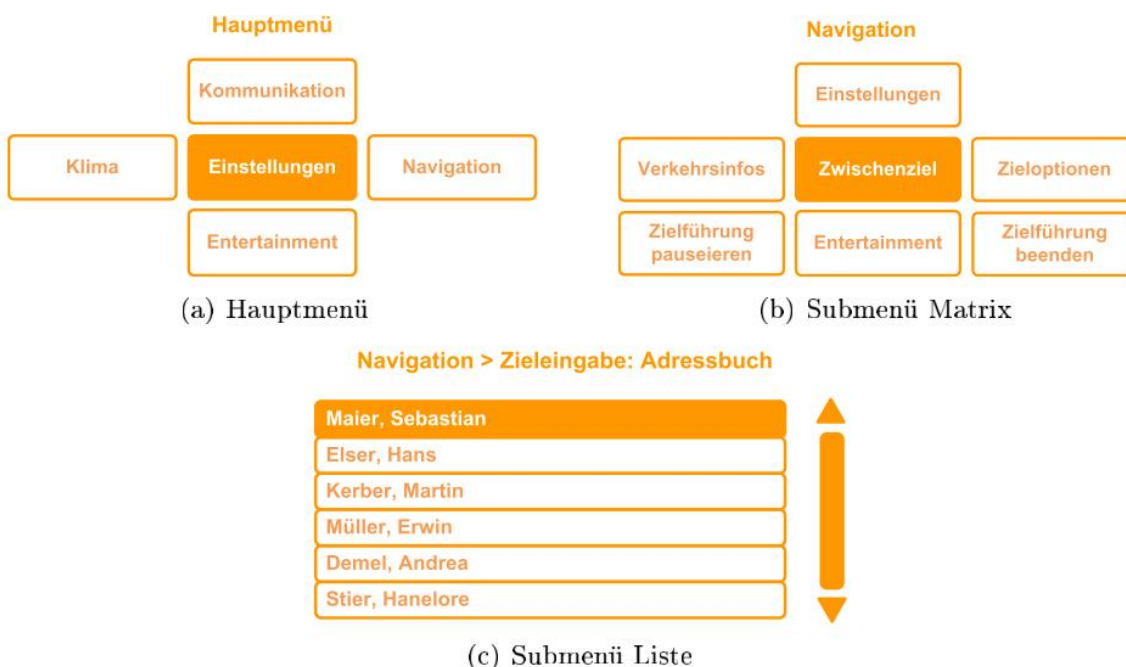 Hauptmenü
Kommunikation
Klima
Einstellungen
Navigation
Entertainment
(a) Hauptmenü
Navigation
Einstellungen
Verkehrsinfos
Zwischenziel
Zieloptionen
Zielführung
pauseieren
Entertainment
Zielführung
beenden
(b) Submenü Matrix
Navigation > Zieleingabe: Adressbuch
Maier, Sebastian
Elser, Hans
Kerber, Martin
Müller, Erwin
Demel, Andrea
Stier, Hanelore
(c) Submenü Liste